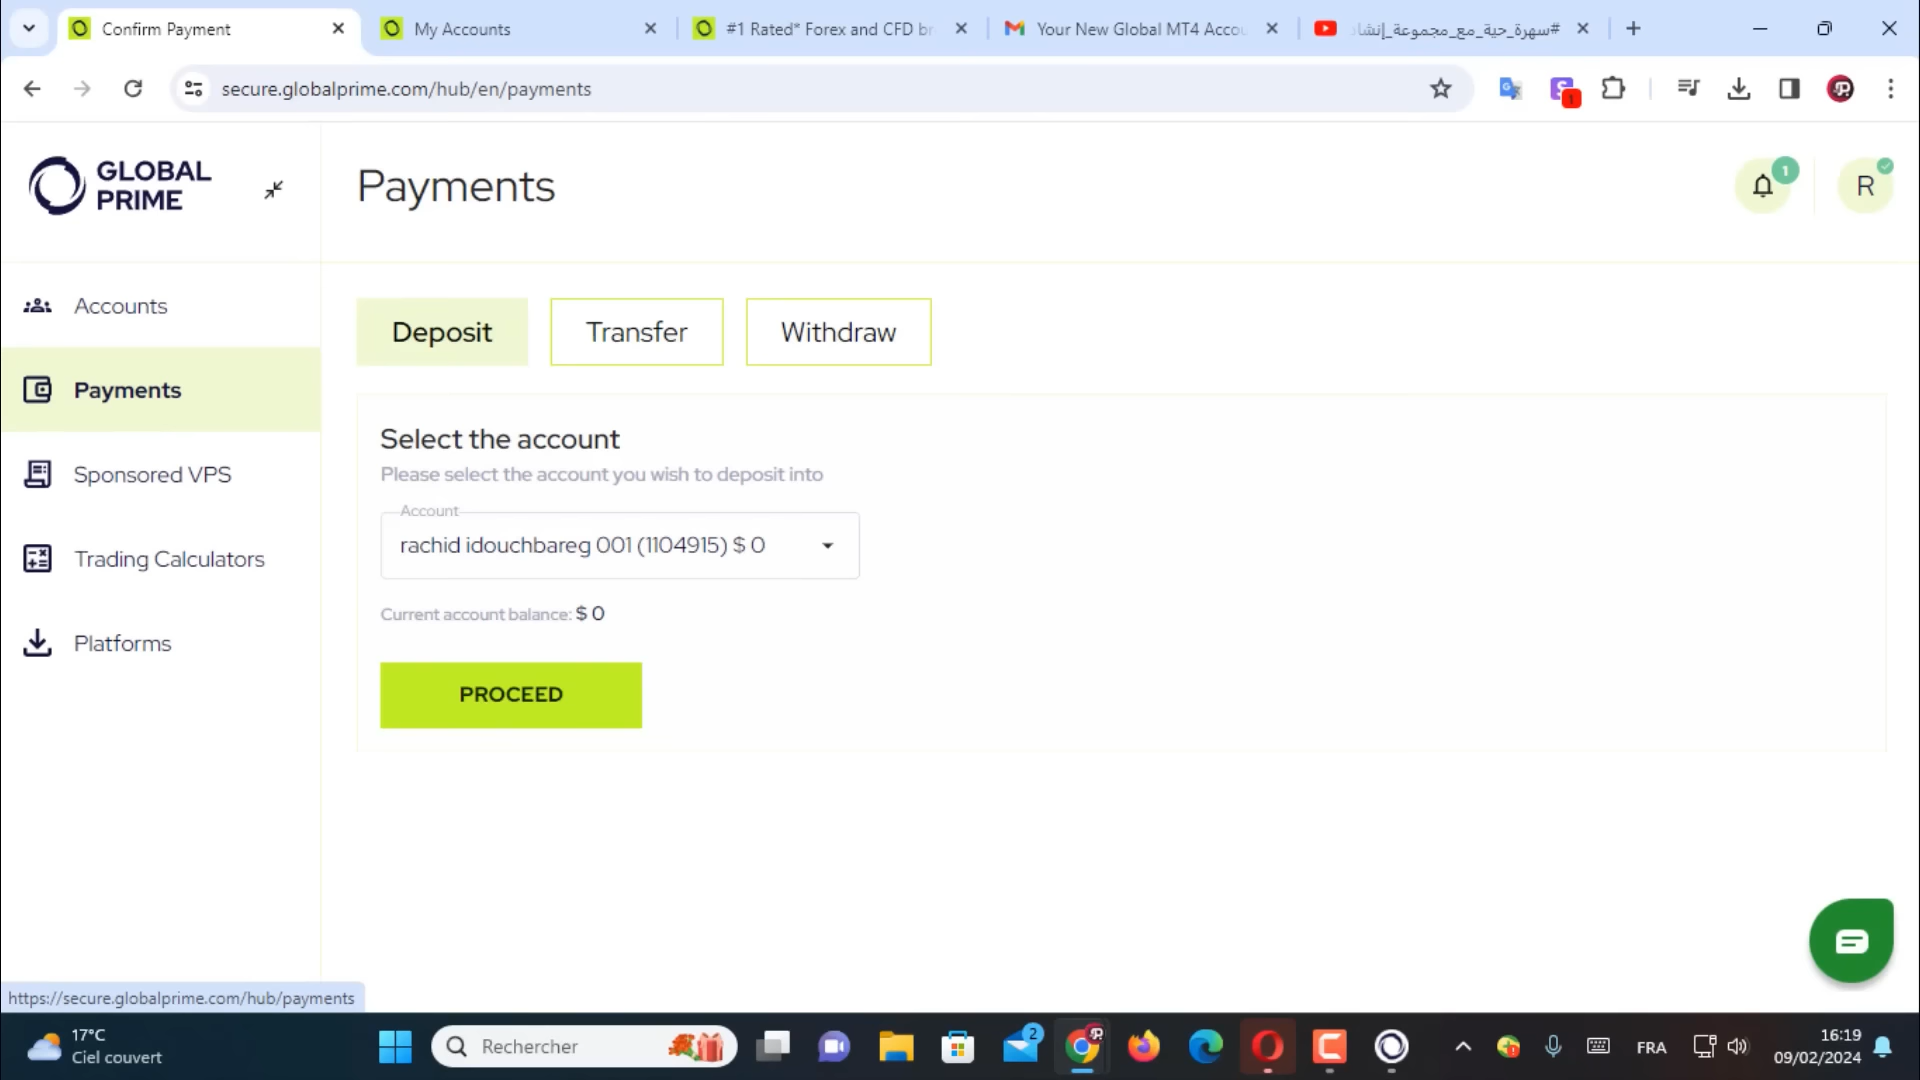 Confirm Payment
My Accounts
#1 Rated* Forex and CFD br
Your New Global MT4 Accou
#سهرة_حية_مع_مجموعة_إنشاد
secure.globalprime.com/hub/en/payments
1
GLOBAL
PRIME
Payments
1
R
Accounts
Payments
Sponsored VPS
Trading Calculators
Platforms
Deposit
Transfer
Withdraw
Select the account
Please select the account you wish to deposit into
Account
rachid idouchbareg 001 (1104915) $ 0
Current account balance: $ 0
PROCEED
https://secure.globalprime.com/hub/payments
17°C
Ciel couvert
Rechercher
2
FRA
16:19
09/02/2024